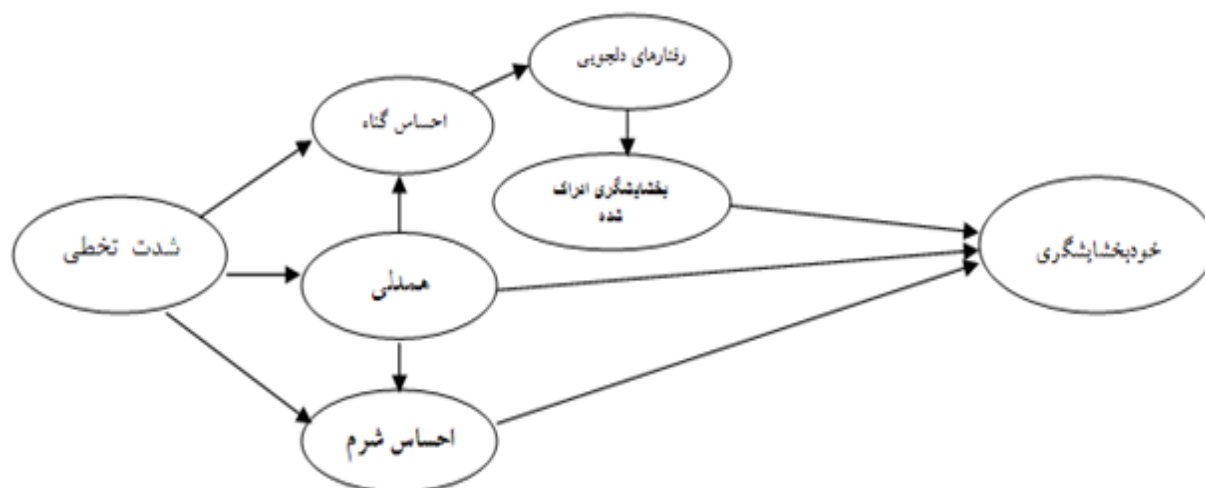 رفتارهای دلجویی
احساس گناه
بخشایشگری ادراک
شده
شدت تخطی
همدلی
خودبخشایشگری
احساس شرم